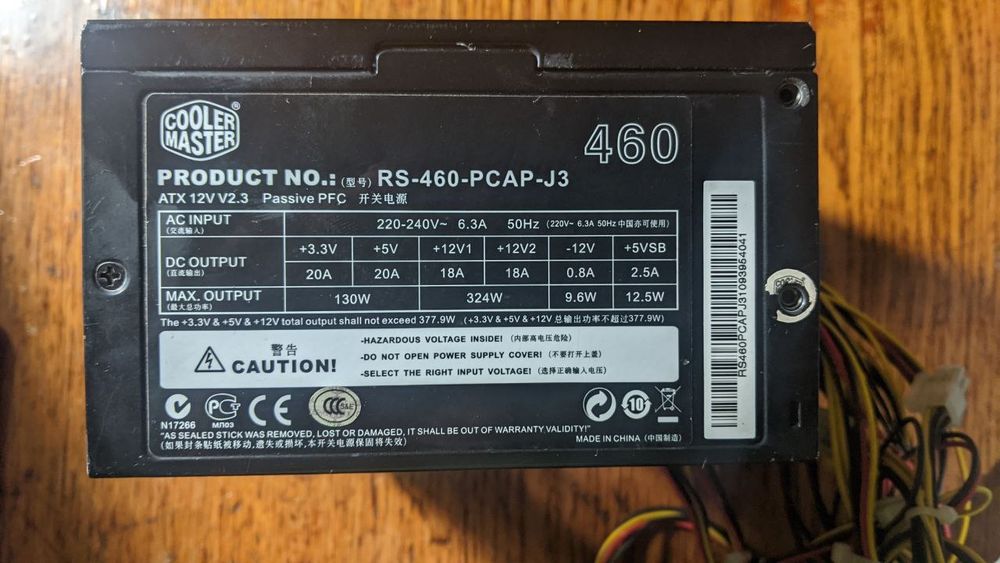 COOLER
MASTER ®
460
PRODUCT NO.: (型号) RS-460-PCAP-J3
ATX 12V V2.3 Passive PFC 开关电源
AC INPUT 220-240V~ 6.3A 50Hz (220V~ 6.3A 50Hz 中国亦可使用)
(交流输入)
+3.3V +5V +12V1 +12V2 -12V +5VSB
DC OUTPUT
(直流输出) 20A 20A 18A 18A 0.8A 2.5A
MAX. OUTPUT 130W 324W 9.6W 12.5W
(最大总功率)
The +3.3V & +5V & +12V total output shall not exceed 377.9W (+3.3V & +5V & +12V 总输出功率不超过377.9W)
警告
CAUTION!
-HAZARDOUS VOLTAGE INSIDE! (内部高电压危险)
-DO NOT OPEN POWER SUPPLY COVER! (不要打开上盖)
-SELECT THE RIGHT INPUT VOLTAGE! (选择正确输入电压)
N17266
МЛ03
CE
CCC S&E
10
"AS SEALED STICK WAS REMOVED, LOST OR DAMAGED, IT SHALL BE OUT OF WARRANTY VALIDITY!"
(如果封条贴纸被移动,遗失或损坏,本开关电源保固将失效)
MADE IN CHINA (中国制造)
RS460PCAPJ31093954041